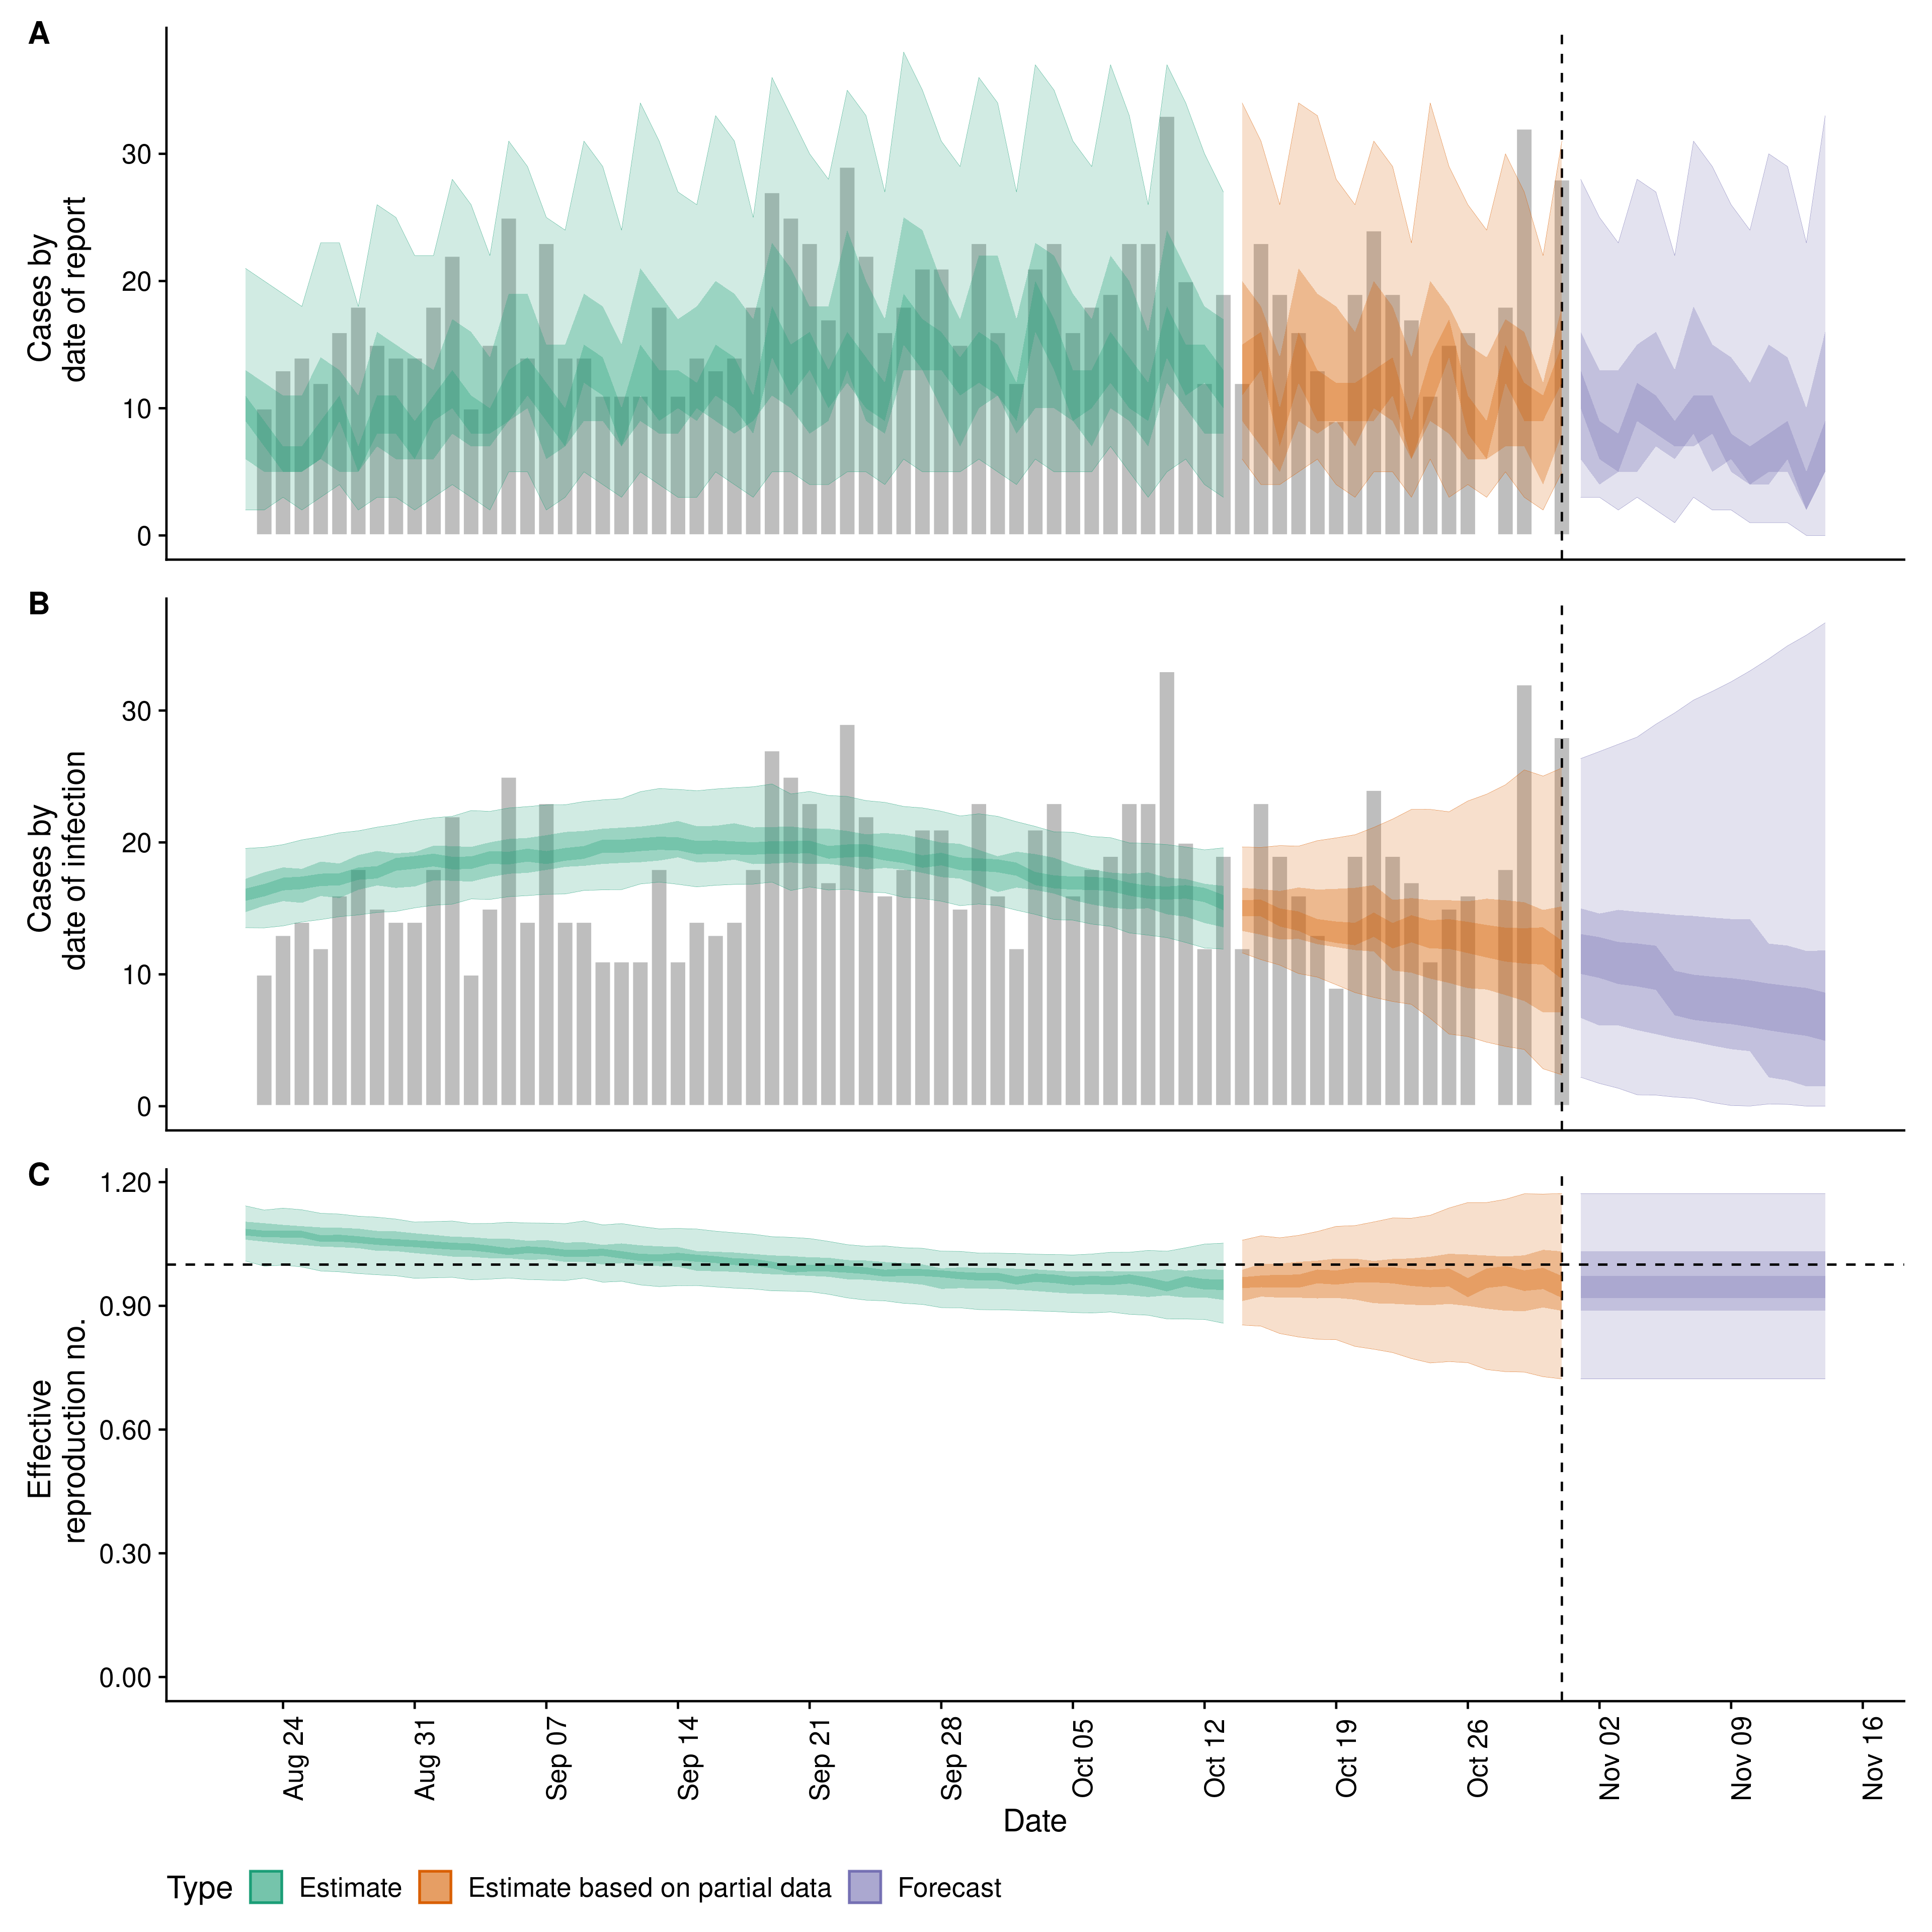 A
Cases by
date of report
30
20
10
0
B
Cases by
date of infection
30
20
10
0
C
Effective
reproduction no.
1.20
0.90
0.60
0.30
0.00
Aug 24
Aug 31
Sep 07
Sep 14
Sep 21
Sep 28
Oct 05
Oct 12
Oct 19
Oct 26
Nov 02
Nov 09
Nov 16
Date
Type Estimate Estimate based on partial data Forecast